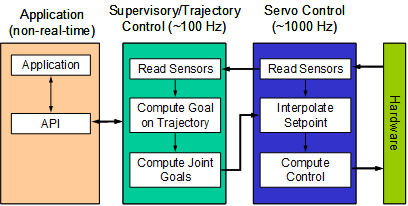 Application
(non-real-time)
Supervisory/Trajectory
Control (~100 Hz)
Servo Control
(~1000 Hz)
Application
API
Read Sensors
Compute Goal
on Trajectory
Compute Joint
Goals
Read Sensors
Interpolate
Setpoint
Compute
Control
Hardware